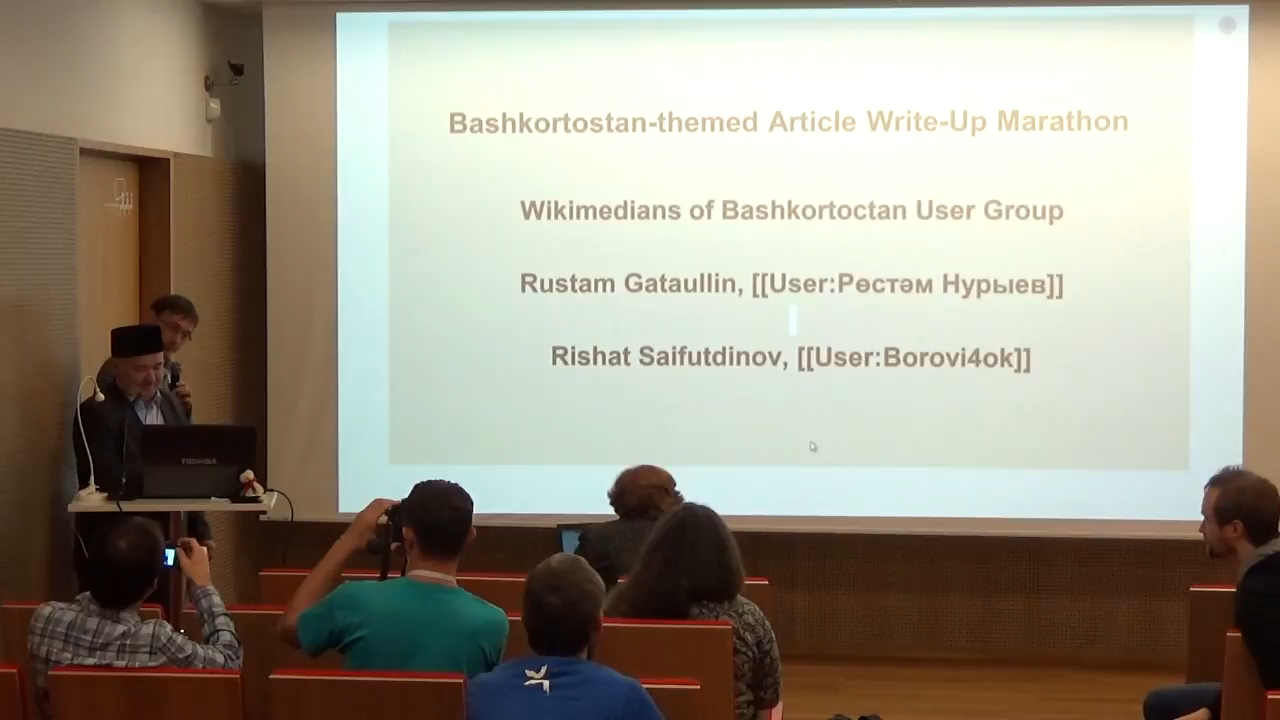 Bashkortostan-themed Article Write-Up Marathon
Wikimedians of Bashkortoctan User Group
Rustam Gataullin, [[User:Рөстәм Нурыев]]
Rishat Saifutdinov, [[User:Borovi4ok]]
TOSHIBA